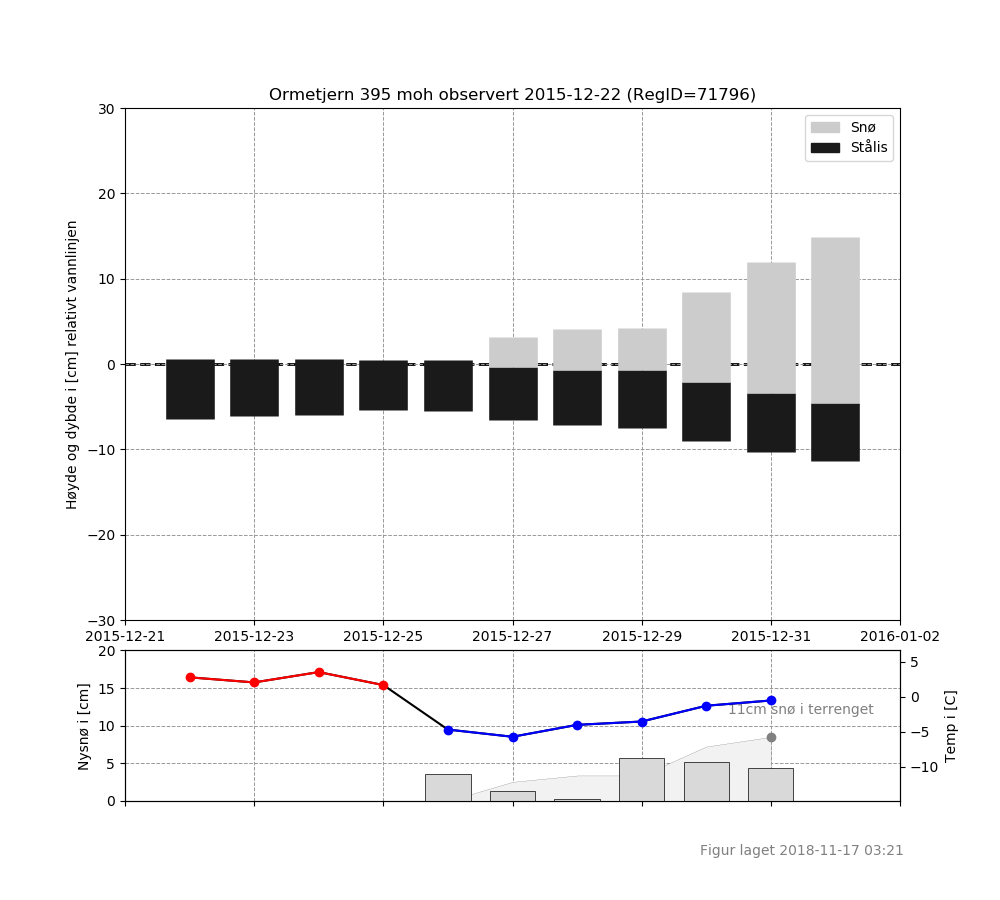 Ormetjern 395 moh observert 2015-12-22 (RegID=71796)
Snø
Stålis
Høyde og dybde i [cm] relativt vannlinjen
30
20
10
0
−10
−20
−30
2015-12-21 2015-12-23 2015-12-25 2015-12-27 2015-12-29 2015-12-31 2016-01-02
Nysnø i [cm]
20
15
10
5
0
5
0
−5
−10
Temp i [C]
11cm snø i terrenget
Figur laget 2018-11-17 03:21